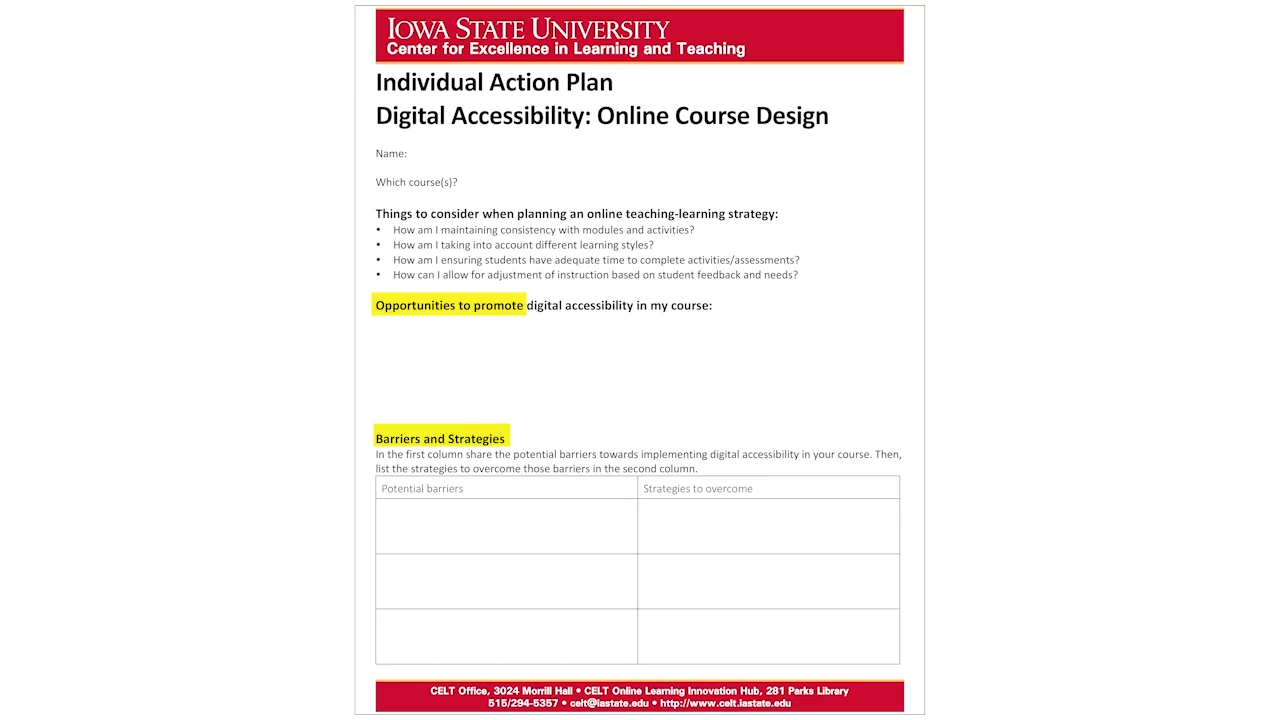 IOWA STATE UNIVERSITY
Center for Excellence in Learning and Teaching
Individual Action Plan
Digital Accessibility: Online Course Design
Name:
Which course(s)?
Things to consider when planning an online teaching-learning strategy:
• How am I maintaining consistency with modules and activities?
• How am I taking into account different learning styles?
• How am I ensuring students have adequate time to complete activities/assessments?
• How can I allow for adjustment of instruction based on student feedback and needs?
Opportunities to promote digital accessibility in my course:
Barriers and Strategies
In the first column share the potential barriers towards implementing digital accessibility in your course. Then,
list the strategies to overcome those barriers in the second column.
Potential barriers Strategies to overcome
CELT Office, 3024 Morrill Hall • CELT Online Learning Innovation Hub, 281 Parks Library
515/294-5357 • celt@iastate.edu • http://www.celt.iastate.edu